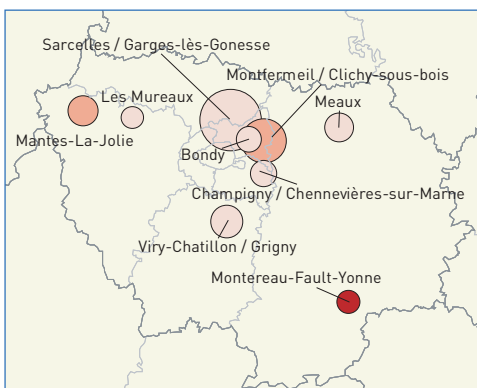 Sarcelles / Garges-lès-Gonesse
Montfermeil / Clichy-sous-bois
Les Mureaux
Meaux
Mantes-La-Jolie
Bondy
Champigny / Chennevières-sur-Marne
Viry-Chatillon / Grigny
Montereau-Fault-Yonne